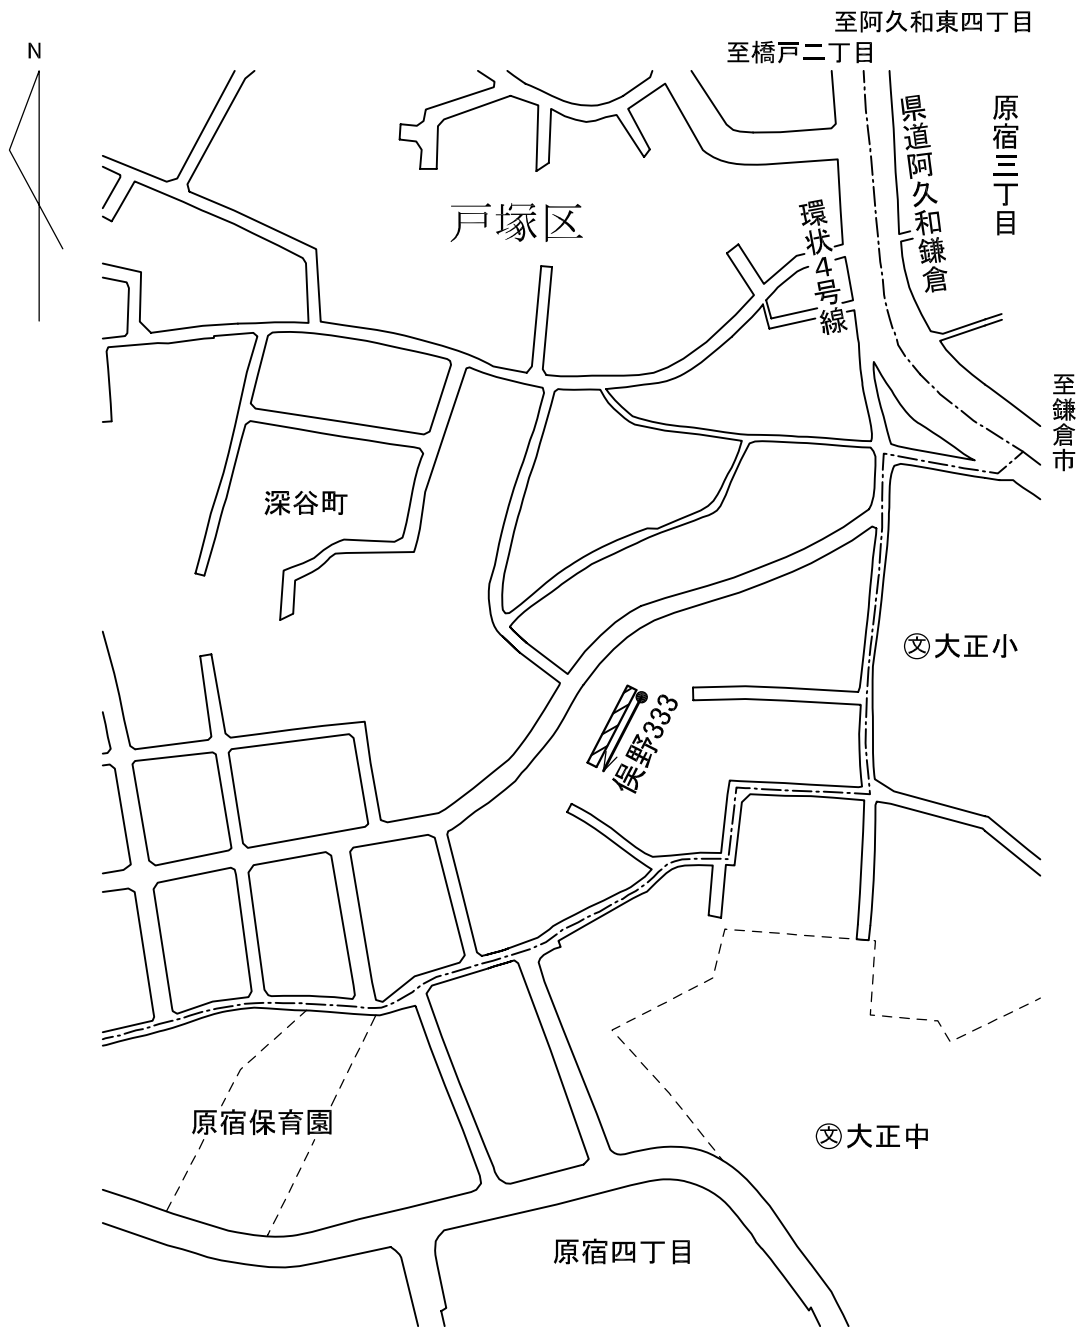 至阿久和東四丁目
至橋戸二丁目
N
県道阿久和鎌倉
原宿三丁目
戸塚区
環状4号線
至鎌倉市
深谷町
文大正小
俣野333
原宿保育園
文大正中
原宿四丁目